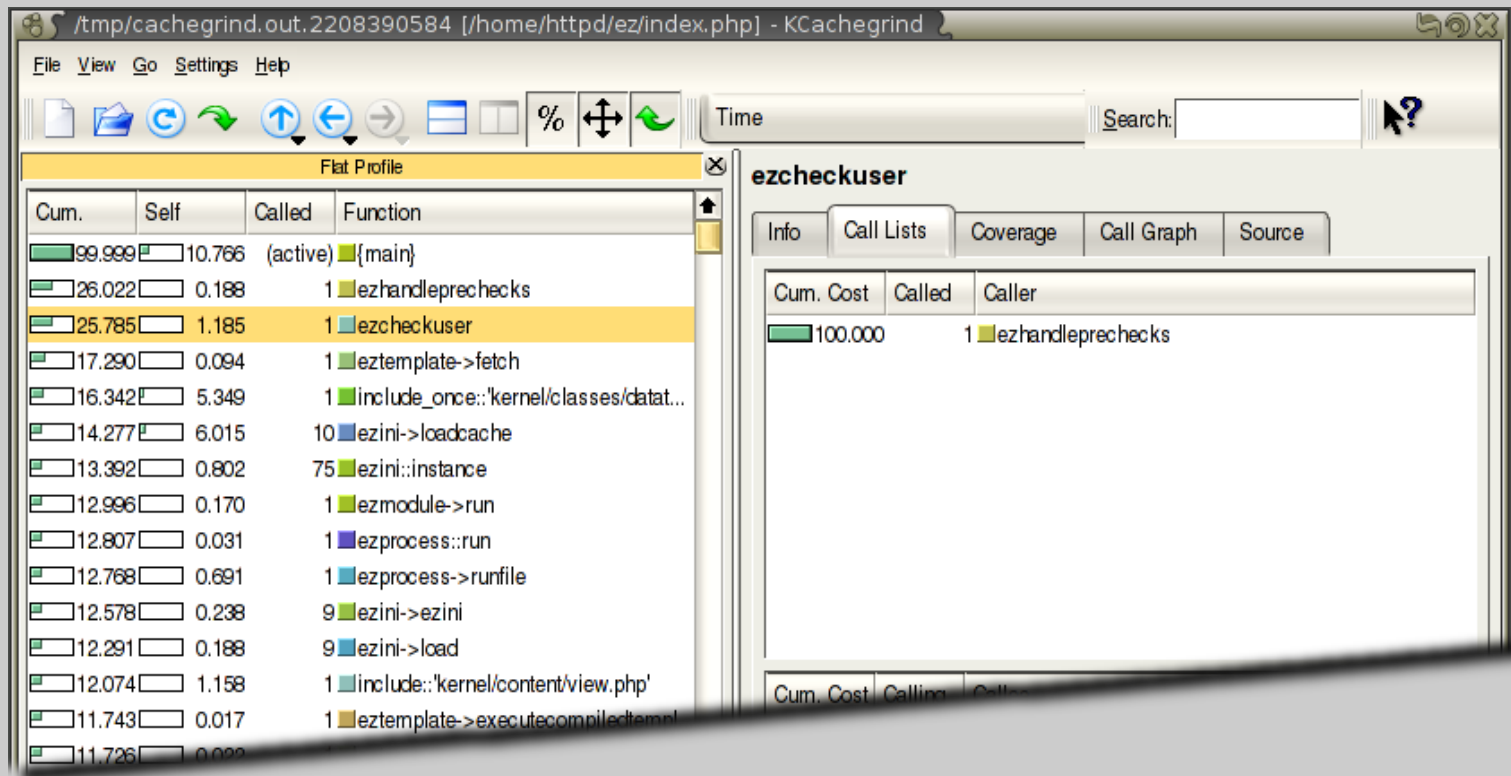 /tmp/cachegrind.out.2208390584 [/home/httpd/ez/index.php] - KCachegrind
File View Go Settings Help
% Time Search:
Flat Profile
Cum. Self Called Function
99.999 10.766 (active) {main}
26.022 0.188 1 ezhandleprechecks
25.785 1.185 1 ezcheckuser
17.290 0.094 1 eztemplate->fetch
16.342 5.349 1 include_once::'kernel/classes/datat...
14.277 6.015 10 ezini->loadcache
13.392 0.802 75 ezini::instance
12.996 0.170 1 ezmodule->run
12.807 0.031 1 ezprocess::run
12.768 0.691 1 ezprocess->runfile
12.578 0.238 9 ezini->ezini
12.291 0.188 9 ezini->load
12.074 1.158 1 include::'kernel/content/view.php'
11.743 0.017 1 eztemplate->executecompiledtempl
11.726 0.022
ezcheckuser
Info Call Lists Coverage Call Graph Source
Cum. Cost Called Caller
100.000 1 ezhandleprechecks
Cum. Cost Calling Callee